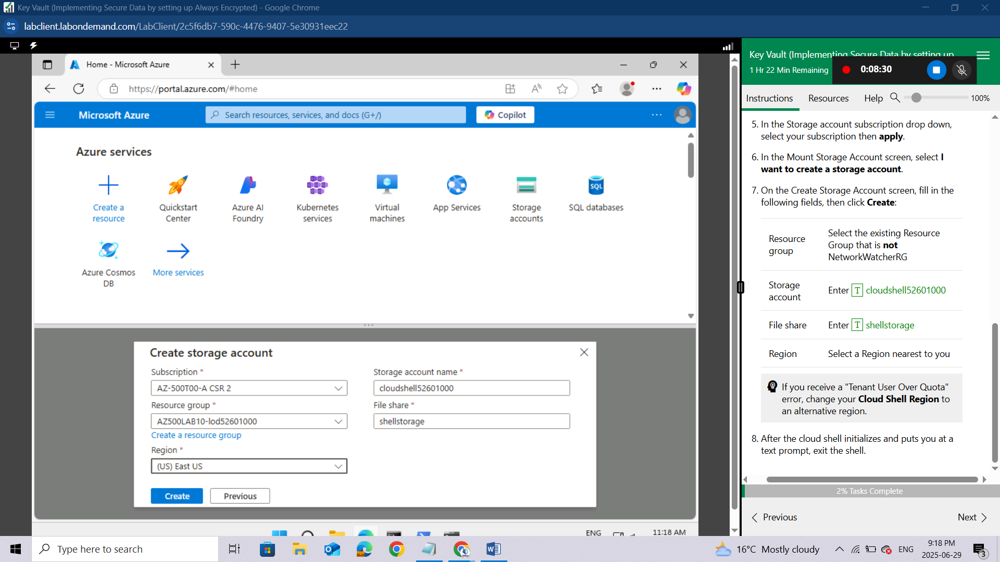 Key Vault (Implementing Secure Data by setting up Always Encrypted) - Google Chrome
labclient.labondemand.com/LabClient/2c5f6db7-590c-4476-9407-5e30931eec22
Home - Microsoft Azure
https://portal.azure.com/#home
Microsoft Azure
Search resources, services, and docs (G+/)
Copilot
Azure services
Create a
resource
Quickstart
Center
Azure AI
Foundry
Kubernetes
services
Virtual
machines
App Services
Storage
accounts
SQL
SQL databases
Azure Cosmos
DB
More services
Create storage account
Subscription *
AZ-500T00-A CSR 2
Resource group *
AZ500LAB10-lod52601000
Create a resource group
Region *
(US) East US
Storage account name *
cloudshell52601000
File share *
shellstorage
Create
Previous
ENG
11:18 AM
Key Vault (Implementing Secure Data by setting up
1 Hr 22 Min Remaining
0:08:30
Instructions
Resources
Help
100%
5. In the Storage account subscription drop down,
select your subscription then apply.
6. In the Mount Storage Account screen, select I
want to create a storage account.
7. On the Create Storage Account screen, fill in the
following fields, then click Create:
Resource
group
Select the existing Resource
Group that is not
NetworkWatcherRG
Storage
account
Enter T cloudshell52601000
File share
Enter T shellstorage
Region
Select a Region nearest to you
If you receive a "Tenant User Over Quota"
error, change your Cloud Shell Region to
an alternative region.
8. After the cloud shell initializes and puts you at a
text prompt, exit the shell.
2% Tasks Complete
Previous
Next
Type here to search
16°C Mostly cloudy
ENG
9:18 PM
2025-06-29
3